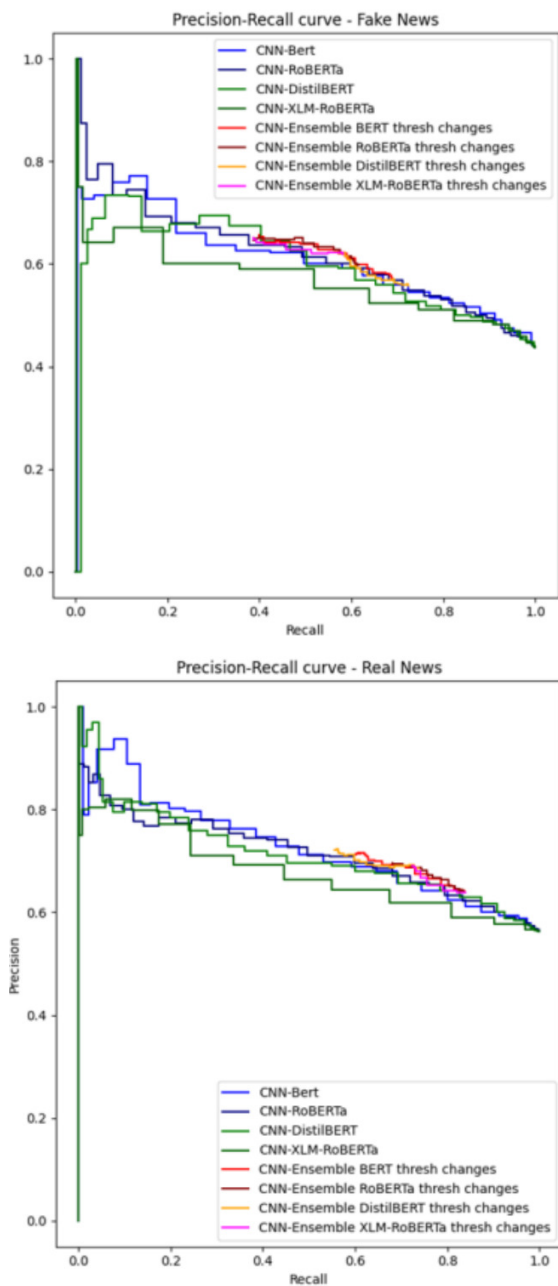 Precision-Recall curve - Fake News
1.0
0.8
0.6
0.4
0.2
0.0
CNN-Bert
CNN-RoBERTa
CNN-DistilBERT
CNN-XLM-RoBERTa
CNN-Ensemble BERT thresh changes
CNN-Ensemble RoBERTa thresh changes
CNN-Ensemble DistilBERT thresh changes
CNN-Ensemble XLM-RoBERTa thresh changes
0.0 0.2 0.4 0.6 0.8 1.0
Recall
Precision-Recall curve - Real News
Precision
1.0
0.8
0.6
0.4
0.2
0.0
CNN-Bert
CNN-RoBERTa
CNN-DistilBERT
CNN-XLM-RoBERTa
CNN-Ensemble BERT thresh changes
CNN-Ensemble RoBERTa thresh changes
CNN-Ensemble DistilBERT thresh changes
CNN-Ensemble XLM-RoBERTa thresh changes
0.0 0.2 0.4 0.6 0.8 1.0
Recall